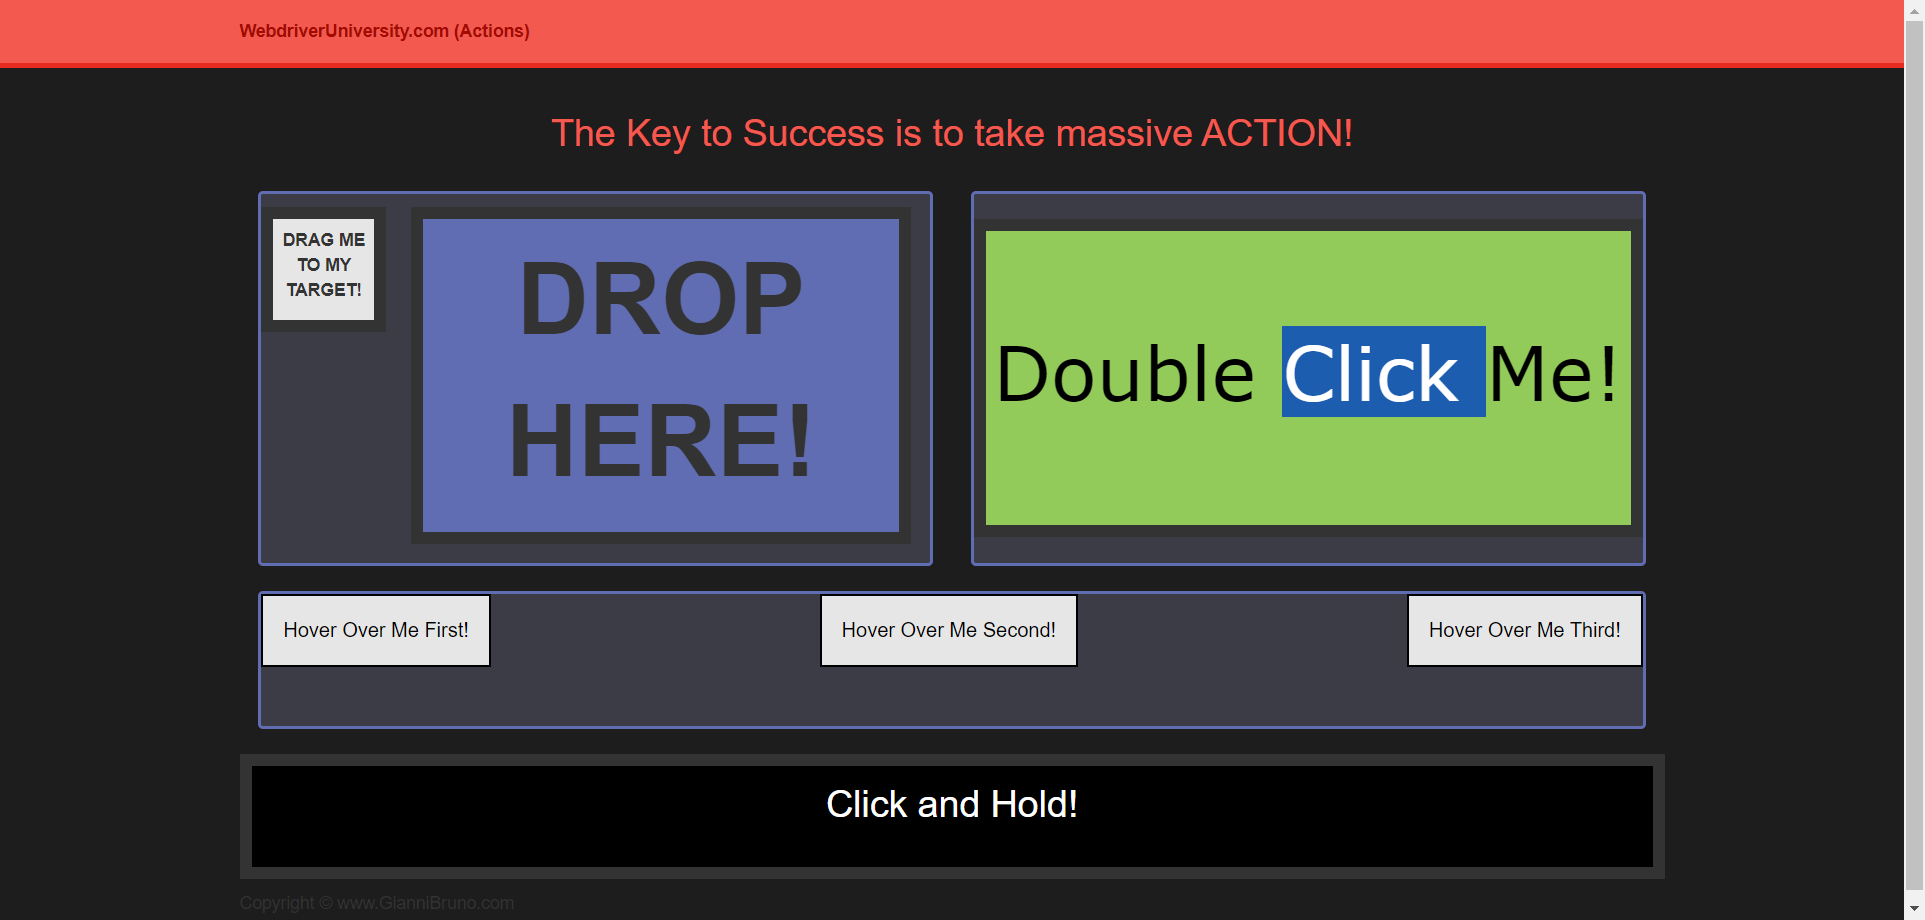 WebdriverUniversity.com (Actions)
The Key to Success is to take massive ACTION!
DRAG ME
TO MY
TARGET!
DROP
HERE!
Double Click Me!
Hover Over Me First!
Hover Over Me Second!
Hover Over Me Third!
Click and Hold!
Copyright © www.GianniBruno.com